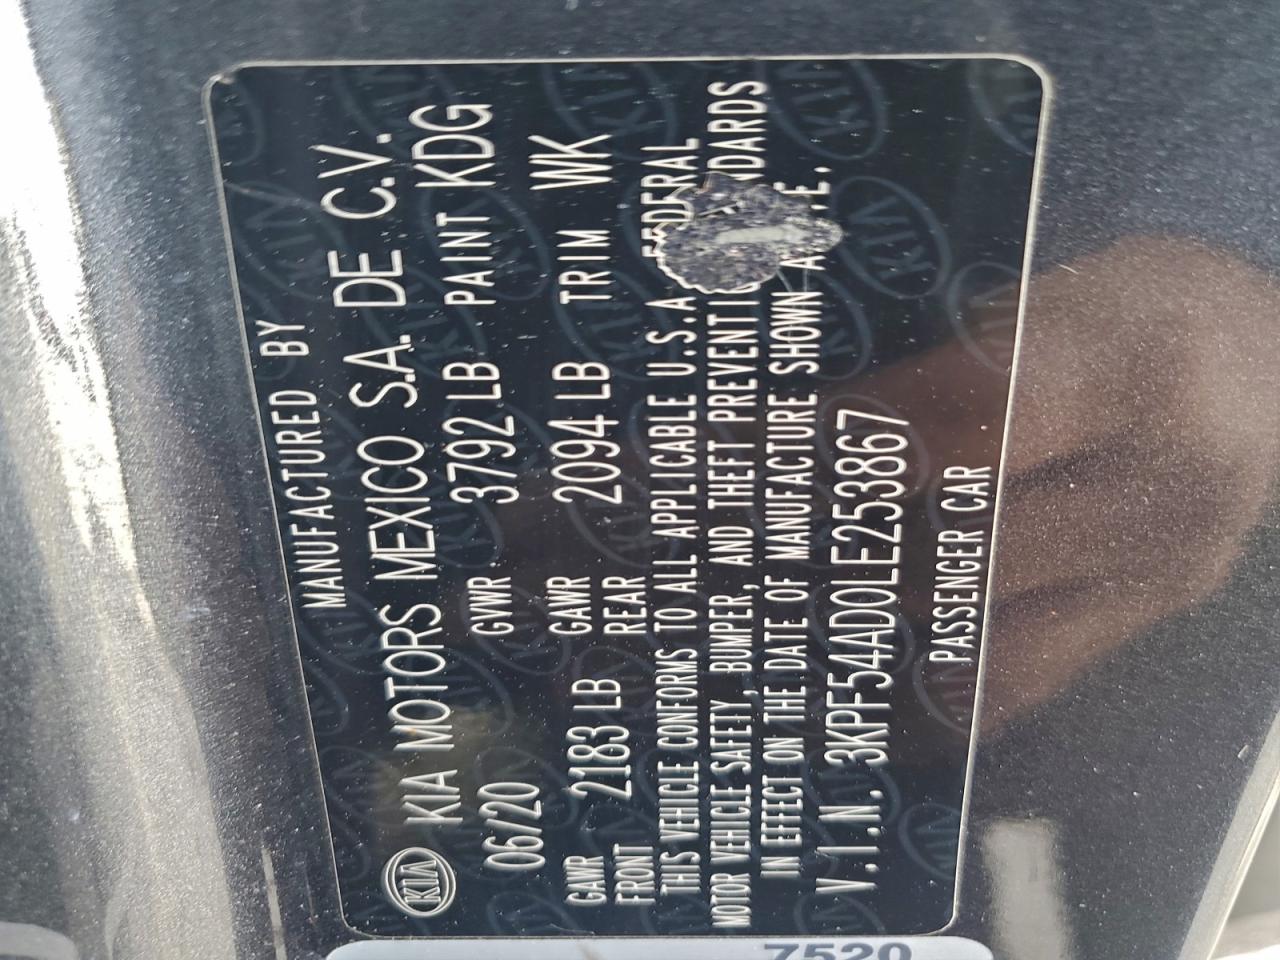 MANUFACTURED BY
KIA KIA MOTORS MEXICO S.A. DE C.V.
06/20 GVWR 3792 LB PAINT KDG
GAWR FRONT 2183 LB GAWR REAR 2094 LB TRIM WK
THIS VEHICLE CONFORMS TO ALL APPLICABLE U.S.A FEDERAL
MOTOR VEHICLE SAFETY, BUMPER, AND THEFT PREVENTI NDARDS
IN EFFECT ON THE DATE OF MANUFACTURE SHOWN A E.
V.I.N. 3KPF54AD0LE253867
PASSENGER CAR
7520